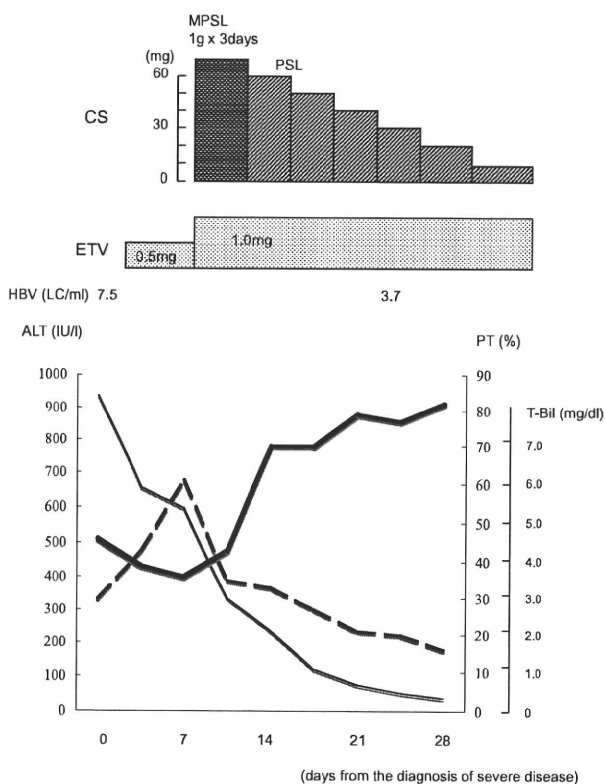 MPSL
1g x 3days
(mg)
PSL
60
CS
30
0
1.0mg
ETV
0.5mg
HBV (LC/ml) 7.5 3.7
ALT (IU/l) PT (%)
1000 90
900 80 T-Bil (mg/dl)
800 7.0
700 70
600 60 6.0
500 50 5.0
400 40 4.0
300 30 3.0
200 20 2.0
100 10 1.0
0 0 0
0 7 14 21 28
(days from the diagnosis of severe disease)